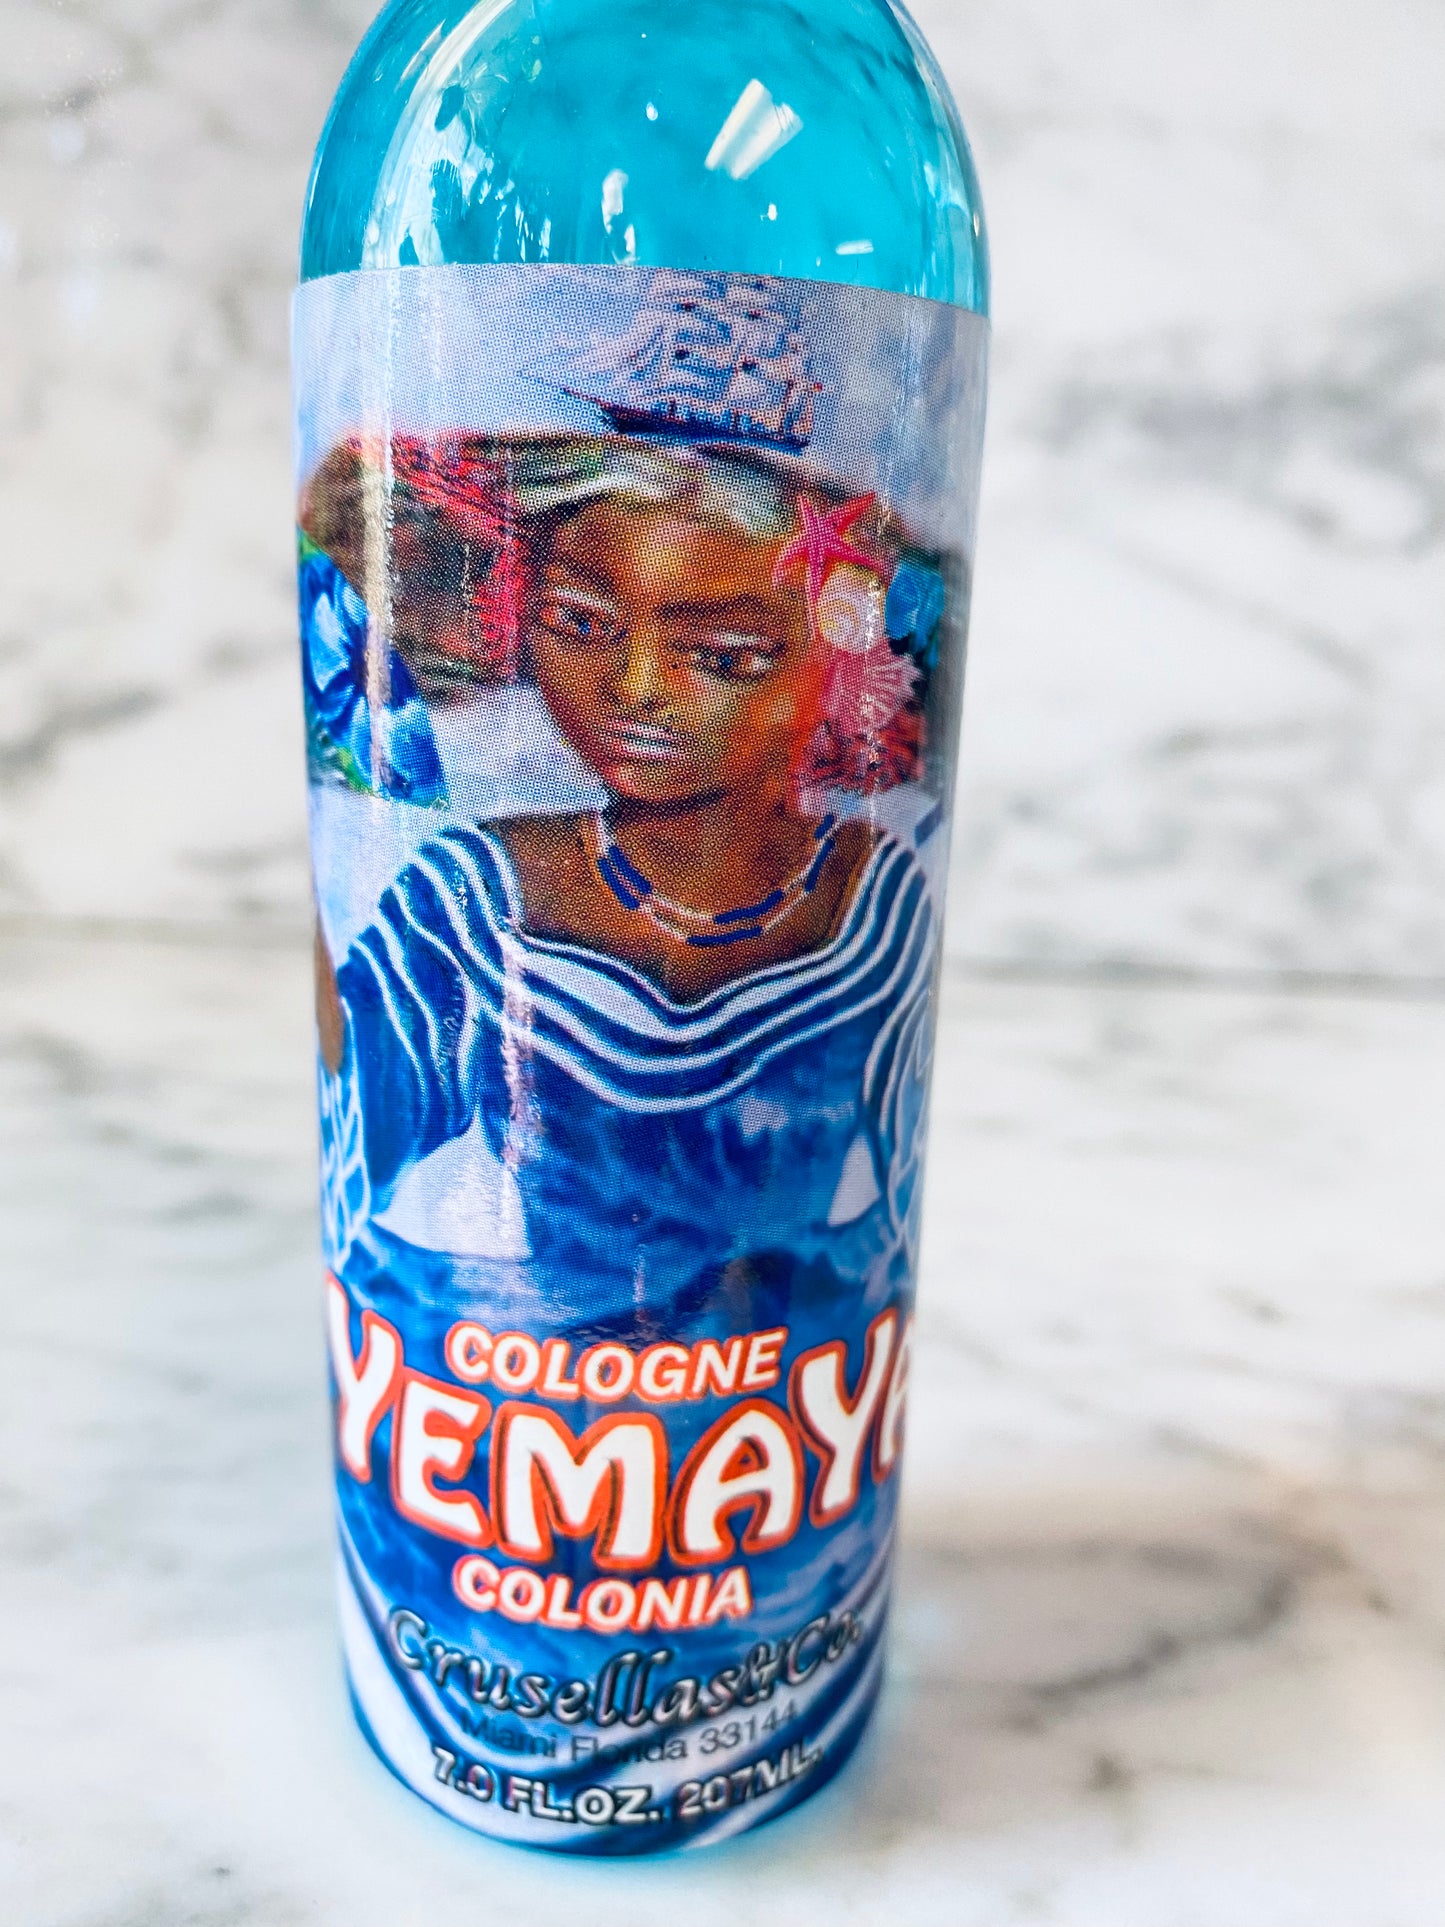 COLOGNE
YEMAYA
COLONIA
Crusellas&Co.
Miami Florida 33144
7.0 FL.OZ. 207ML.